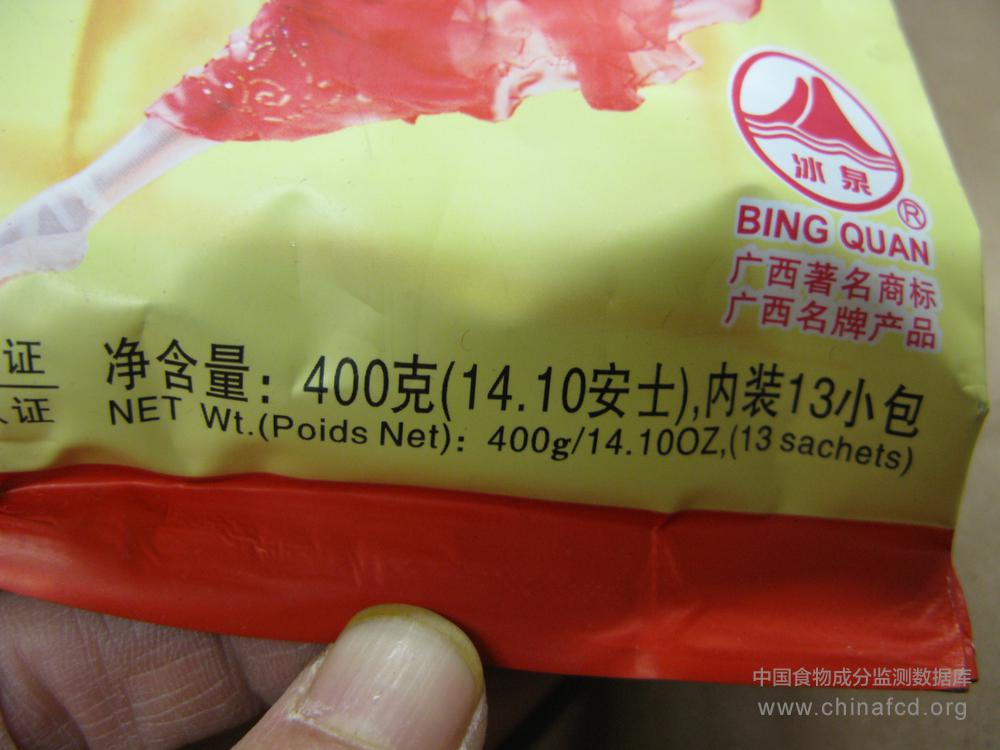 冰泉
®
BING QUAN
广西著名商标
广西名牌产品
证
净含量：400克(14.10安士),内装13小包
证
NET Wt.(Poids Net)：400g/14.10OZ,(13 sachets)
中国食物成分监测数据库
www.chinafcd.org